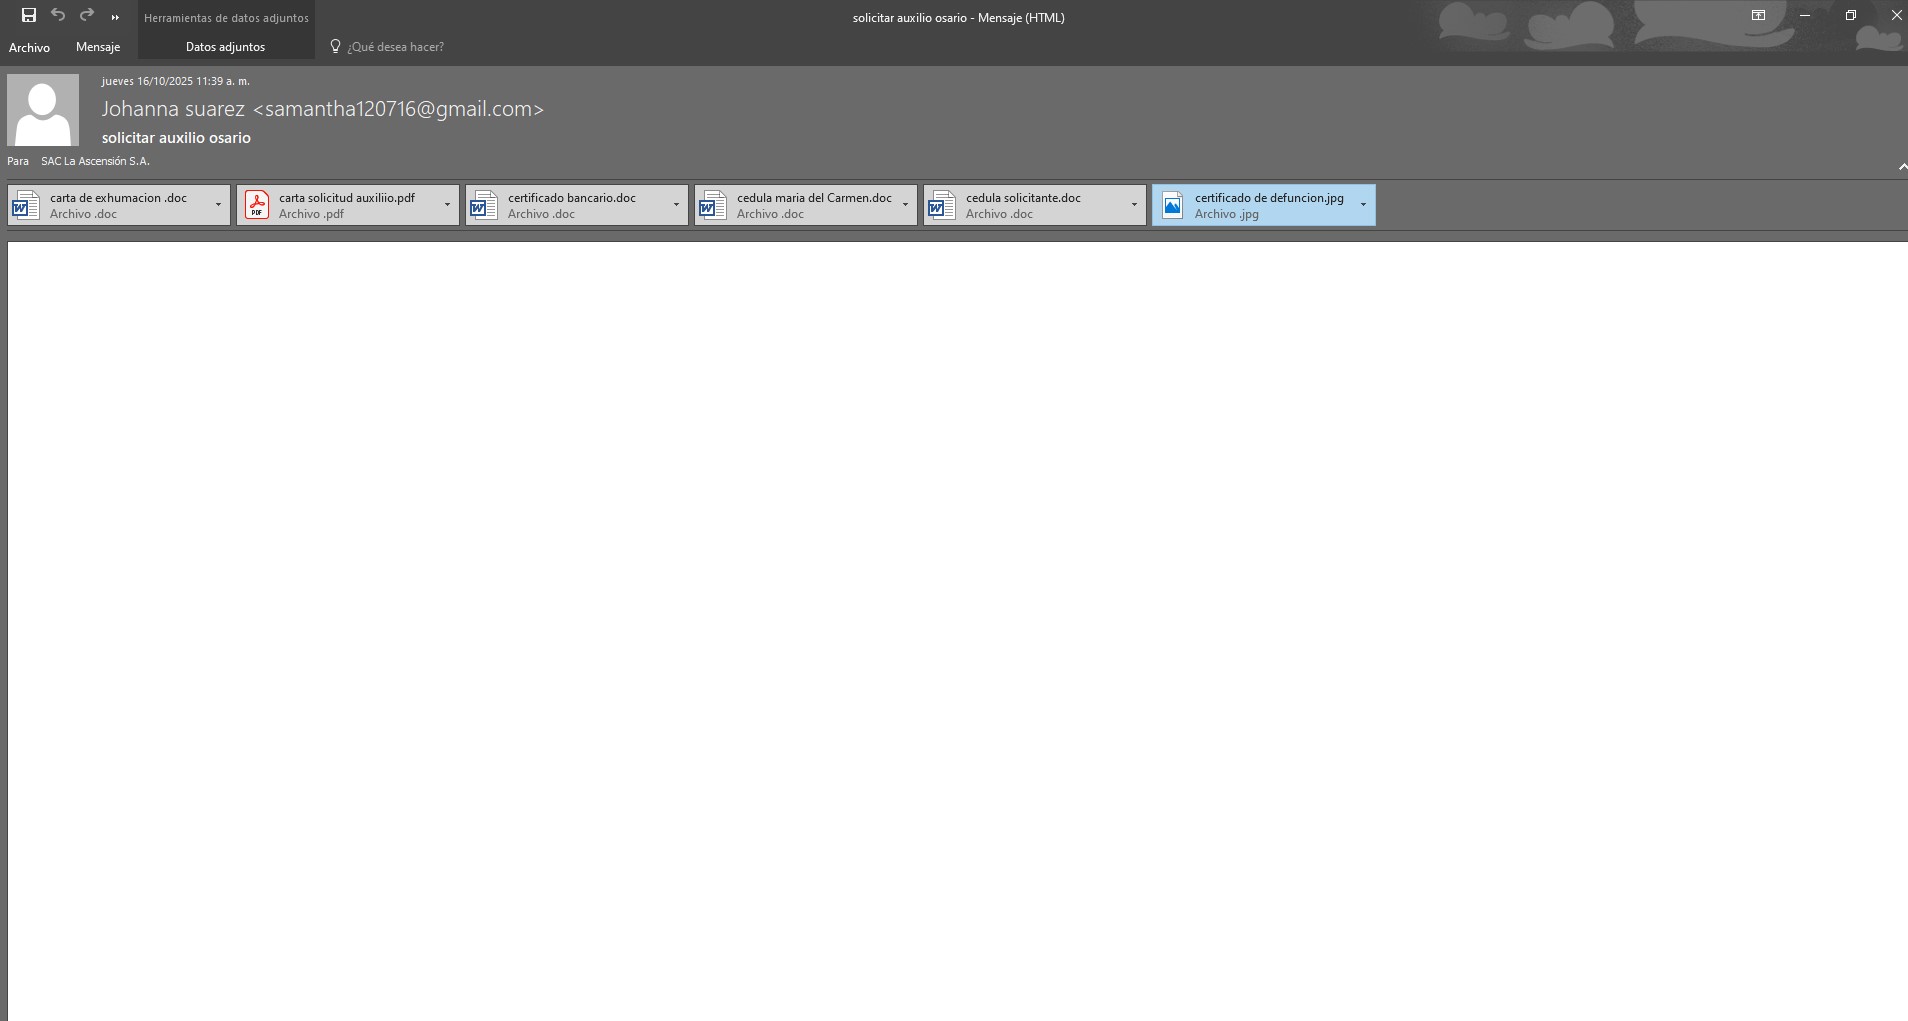 Herramientas de datos adjuntos
solicitar auxilio osario - Mensaje (HTML)
Archivo
Mensaje
Datos adjuntos
¿Qué desea hacer?
jueves 16/10/2025 11:39 a. m.
Johanna suarez <samantha120716@gmail.com>
solicitar auxilio osario
Para SAC La Ascensión S.A.
carta de exhumacion .doc
Archivo .doc
carta solicitud auxiliio.pdf
Archivo .pdf
certificado bancario.doc
Archivo .doc
cedula maria del Carmen.doc
Archivo .doc
cedula solicitante.doc
Archivo .doc
certificado de defuncion.jpg
Archivo .jpg